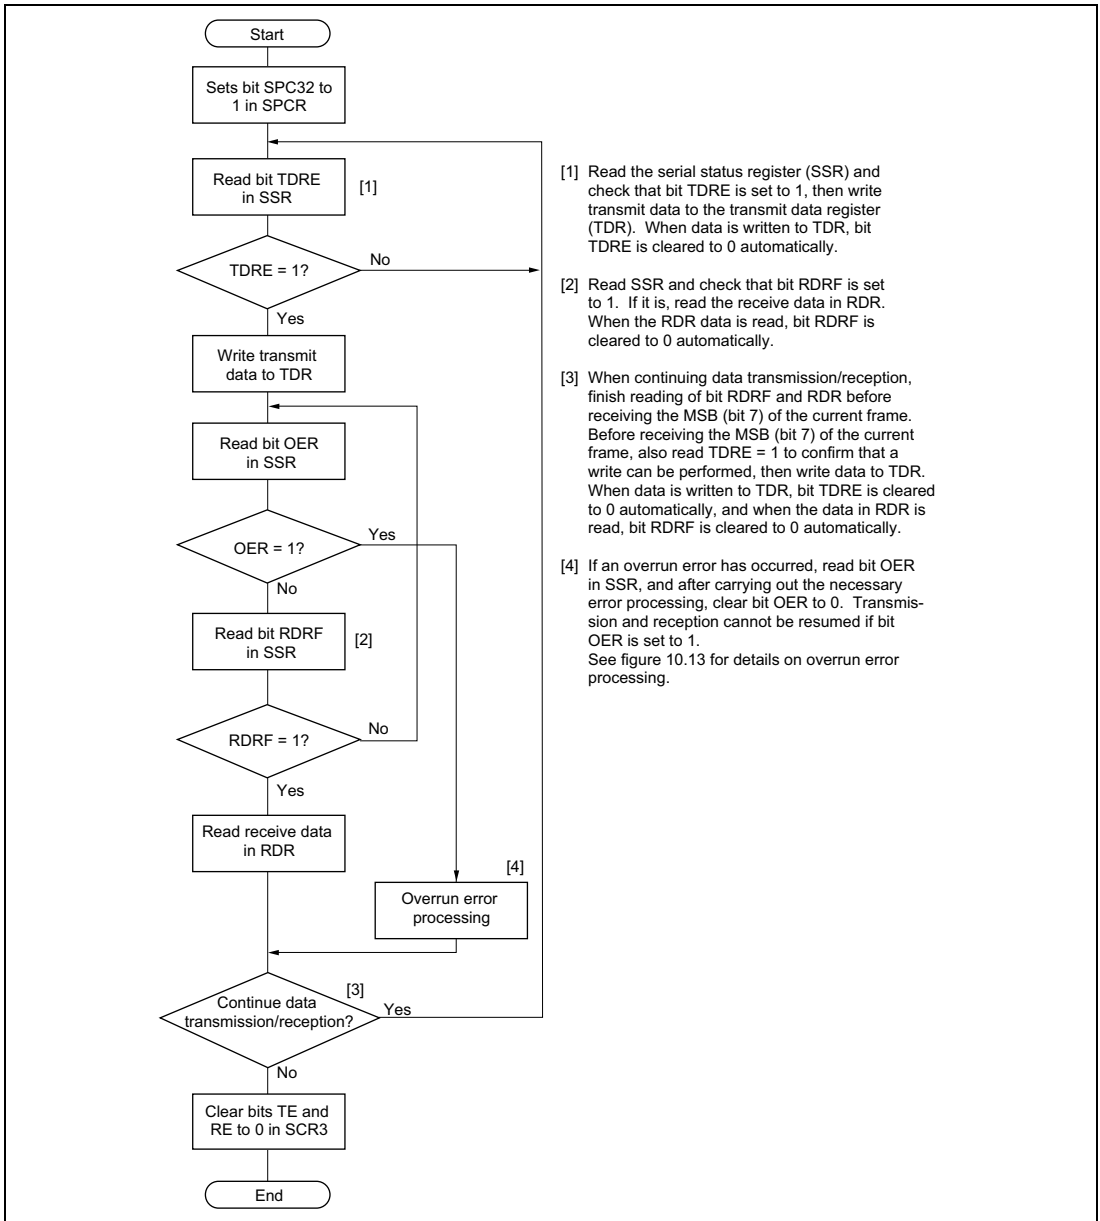 Start
Sets bit SPC32 to
1 in SPCR
Read bit TDRE
in SSR
[1]
TDRE = 1?
No
Yes
Write transmit
data to TDR
Read bit OER
in SSR
OER = 1?
Yes
No
Read bit RDRF
in SSR
[2]
RDRF = 1?
No
Yes
Read receive data
in RDR
[4]
Overrun error
processing
[3]
Continue data
transmission/reception?
Yes
No
Clear bits TE and
RE to 0 in SCR3
End
[1] Read the serial status register (SSR) and
check that bit TDRE is set to 1, then write
transmit data to the transmit data register
(TDR). When data is written to TDR, bit
TDRE is cleared to 0 automatically.
[2] Read SSR and check that bit RDRF is set
to 1. If it is, read the receive data in RDR.
When the RDR data is read, bit RDRF is
cleared to 0 automatically.
[3] When continuing data transmission/reception,
finish reading of bit RDRF and RDR before
receiving the MSB (bit 7) of the current frame.
Before receiving the MSB (bit 7) of the current
frame, also read TDRE = 1 to confirm that a
write can be performed, then write data to TDR.
When data is written to TDR, bit TDRE is cleared
to 0 automatically, and when the data in RDR is
read, bit RDRF is cleared to 0 automatically.
[4] If an overrun error has occurred, read bit OER
in SSR, and after carrying out the necessary
error processing, clear bit OER to 0. Transmis-
sion and reception cannot be resumed if bit
OER is set to 1.
See figure 10.13 for details on overrun error
processing.